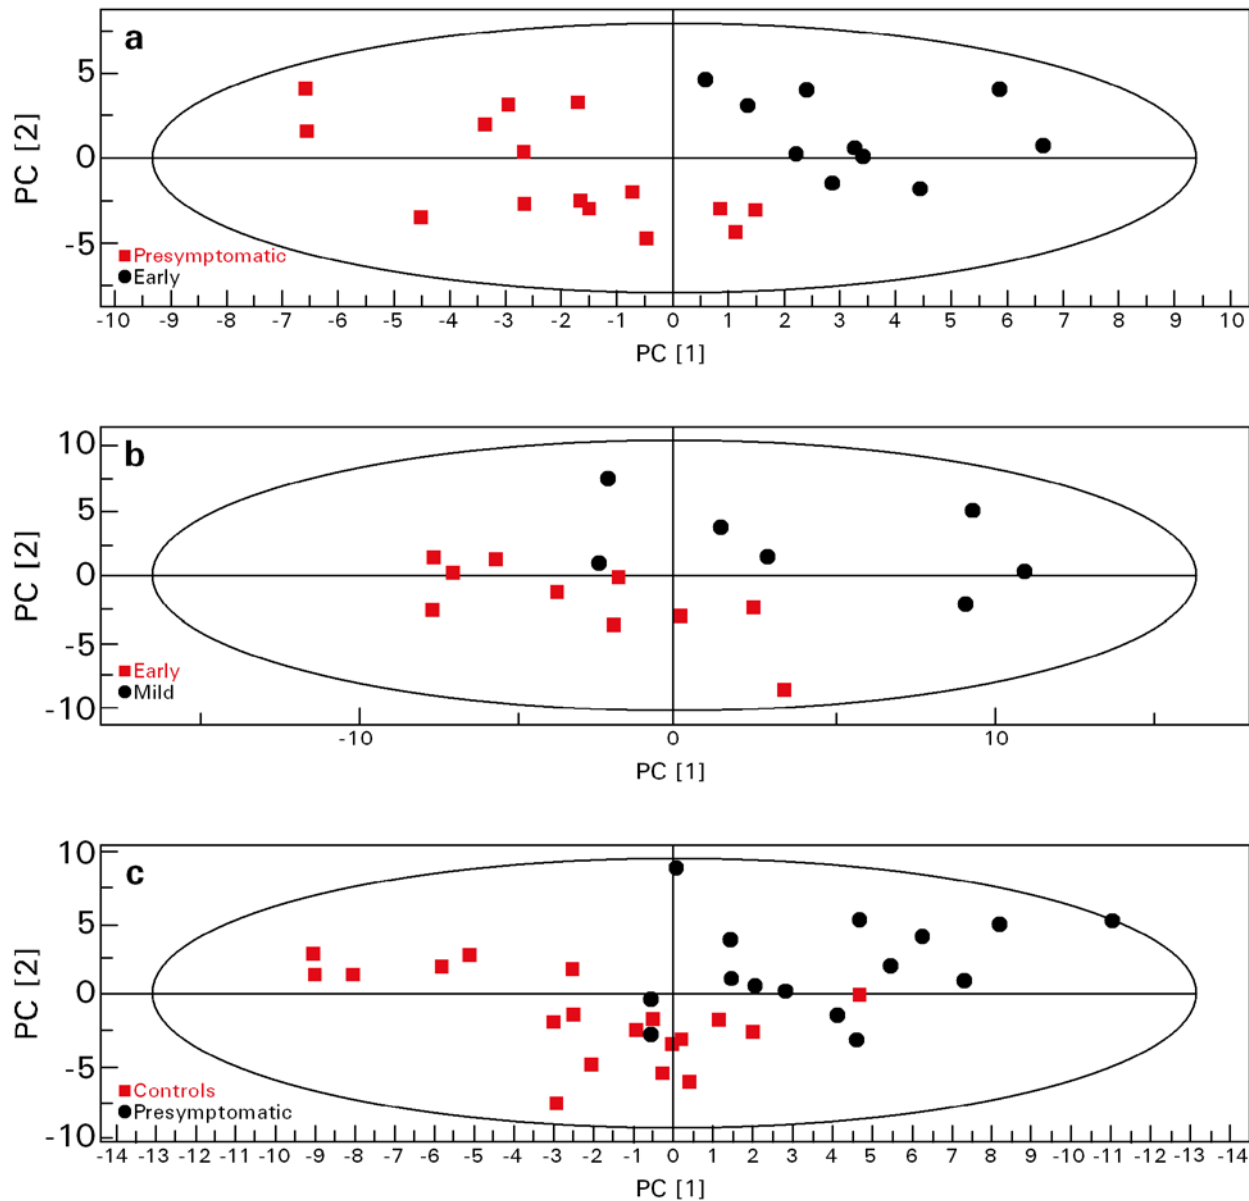 a
5
0
-5
PC [2]
Presymptomatic
Early
-10 -9 -8 -7 -6 -5 -4 -3 -2 -1 0 1 2 3 4 5 6 7 8 9 10
PC [1]
b
10
5
0
-5
-10
PC [2]
Early
Mild
-10 0 10
PC [1]
c
10
5
0
-5
-10
PC [2]
Controls
Presymptomatic
-14 -13 -12 -11 -10 -9 -8 -7 -6 -5 -4 -3 -2 -1 0 1 2 3 4 5 6 7 8 9 -10 -11 -12 -13 -14
PC [1]